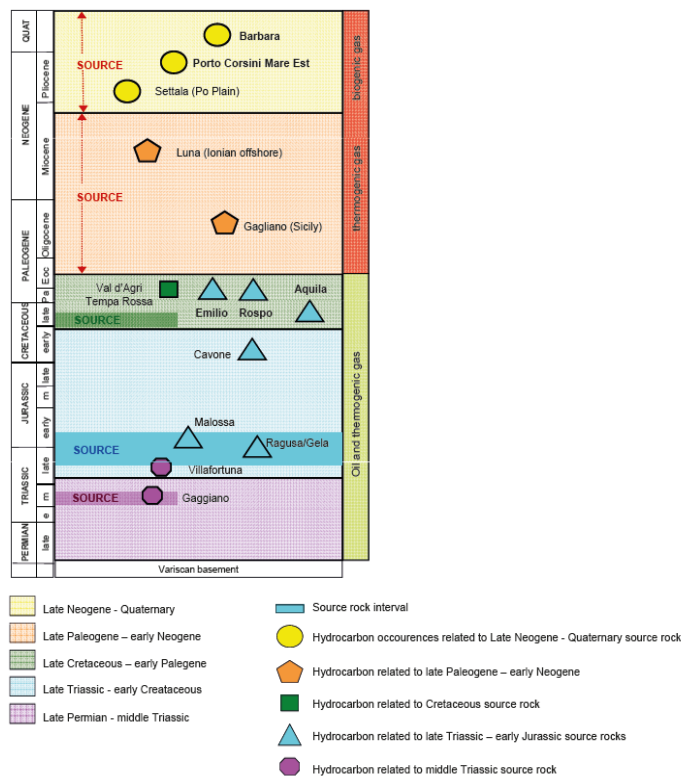 QUAT
NEOGENE
PALEOGENE
CRETACEOUS
JURASSIC
TRIASSIC
PERMIAN
Pliocene
Miocene
Oligocene
Eoc
Pa
late
early
late
m
early
late
m
e
late
Barbara
SOURCE
Porto Corsini Mare Est
Settala (Po Plain)
Luna (Ionian offshore)
SOURCE
Gagliano (Sicily)
Val d'Agri
Tempa Rossa
Aquila
SOURCE
Emilio
Rospo
Cavone
Malossa
SOURCE
Ragusa/Gela
Villafortuna
SOURCE
Gaggiano
Variscan basement
biogenic gas
thermogenic gas
Oil and thermogenic gas
Late Neogene - Quaternary
Late Paleogene – early Neogene
Late Cretaceous – early Palegene
Late Triassic - early Creataceous
Late Permian - middle Triassic
Source rock interval
Hydrocarbon occourences related to Late Neogene - Quaternary source rock
Hydrocarbon related to late Paleogene – early Neogene
Hydrocarbon related to Cretaceous source rock
Hydrocarbon related to late Triassic – early Jurassic source rocks
Hydrocarbon related to middle Triassic source rock